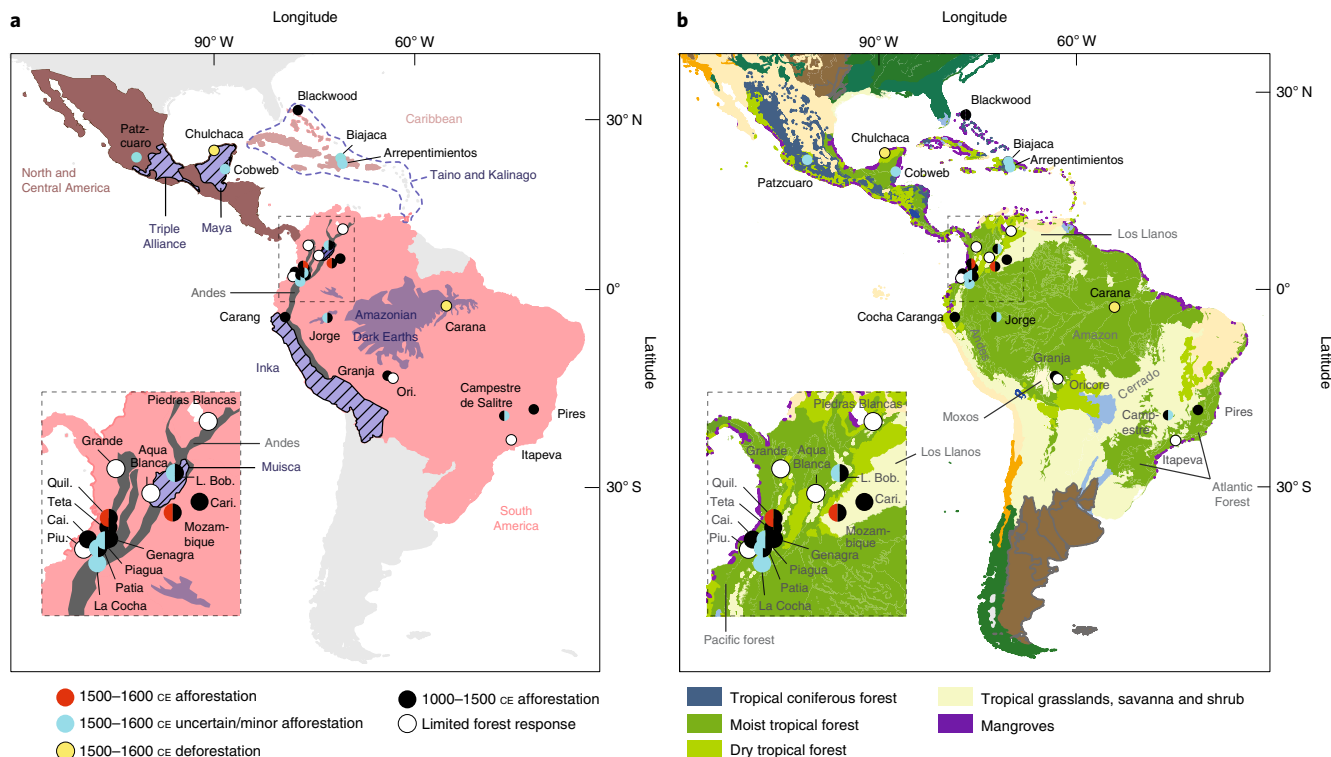 a
Longitude
90° W
60° W
30° N
0°
30° S
Latitude
Blackwood
Patz-
cuaro
Chulchaca
Caribbean
Biajaca
Arrepentimientos
Cobweb
Taino and Kalinago
North and
Central America
Triple
Alliance
Maya
Andes
Carang
Jorge
Amazonian
Dark Earths
Carana
Inka
Granja
Ori.
Campestre
de Salitre
Pires
Itapeva
South
America
Piedras Blancas
Grande
Andes
Aqua
Blanca
Muisca
Quil.
L. Bob.
Teta
Cari.
Cai.
Mozam-
bique
Piu.
Genagra
Piagua
Patia
La Cocha
1500–1600 CE afforestation
1500–1600 CE uncertain/minor afforestation
1500–1600 CE deforestation
1000–1500 CE afforestation
Limited forest response
b
Longitude
90° W
60° W
30° N
0°
30° S
Latitude
Blackwood
Chulchaca
Biajaca
Arrepentimientos
Patzcuaro
Cobweb
Los Llanos
Carana
Cocha Caranga
Jorge
Amazon
Andes
Granja
Oricore
Cerrado
Moxos
Camp-
estre
Pires
Itapeva
Atlantic
Forest
Piedras Blancas
Grande
Aqua
Blanca
Los Llanos
Quil.
L. Bob.
Teta
Cari.
Cai.
Mozam-
bique
Piu.
Genagra
Piagua
Patia
La Cocha
Pacific forest
Tropical coniferous forest
Moist tropical forest
Dry tropical forest
Tropical grasslands, savanna and shrub
Mangroves